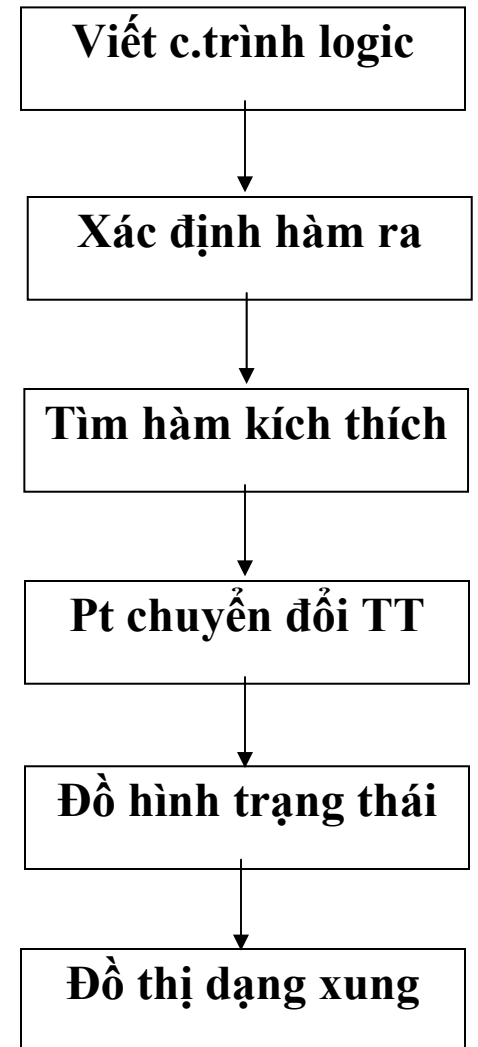 Viết c.trình logic
Xác định hàm ra
Tìm hàm kích thích
Pt chuyển đổi TT
Đồ hình trạng thái
Đồ thị dạng xung